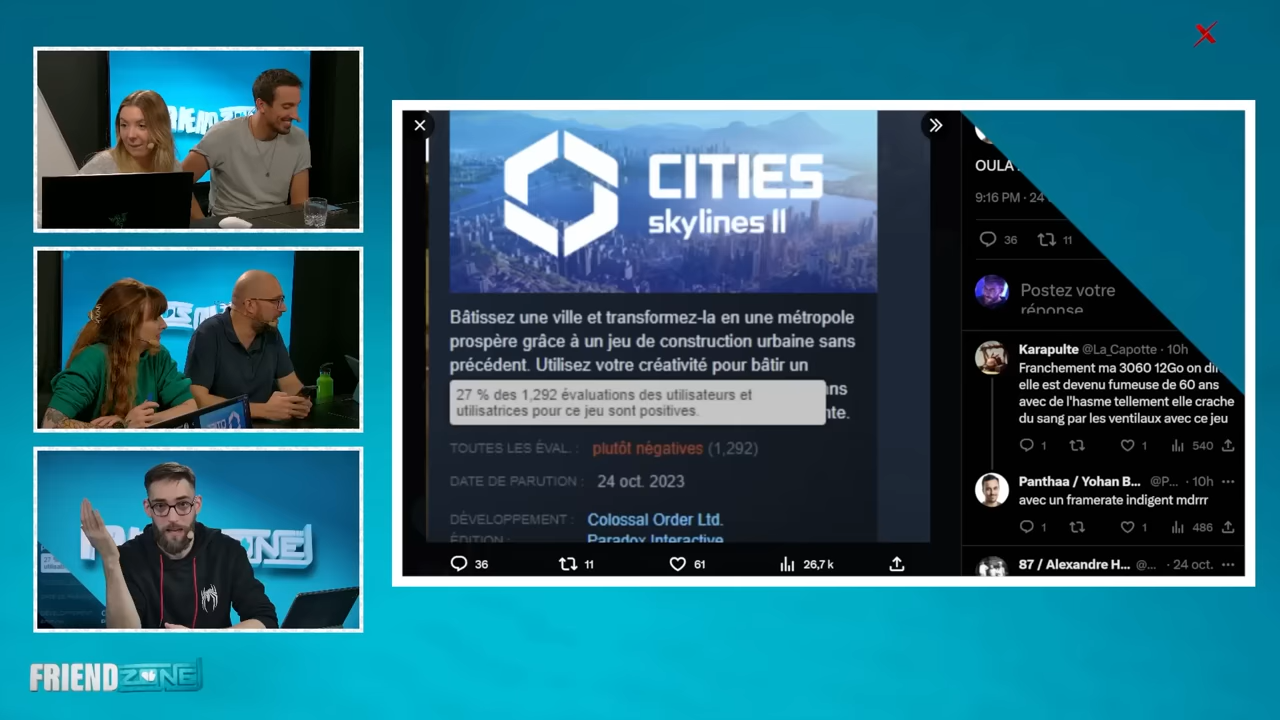 CITIES
skylines II
Bâtissez une ville et transformez-la en une métropole
prospère grâce à un jeu de construction urbaine sans
précédent. Utilisez votre créativité pour bâtir un
27 % des 1,292 évaluations des utilisateurs et
utilisatrices pour ce jeu sont positives.
TOUTES LES ÉVAL. : plutôt négatives (1,292)
DATE DE PARUTION : 24 oct. 2023
DÉVELOPPEMENT : Colossal Order Ltd.
ÉDITION : Paradox Interactive
36 11 61 26,7 k
OULA
9:16 PM · 24
36 11
Postez votre
réponse
Karapulte @La_Capotte · 10h
Franchement ma 3060 12Go on di
elle est devenu fumeuse de 60 ans
avec de l'hasme tellement elle crache
du sang par les ventilaux avec ce jeu
1 1 540
Panthaa / Yohan B... @P... · 10h
avec un framerate indigent mdrrr
1 1 486
87 / Alexandre H... @... · 24 oct.
FRIENDZONE